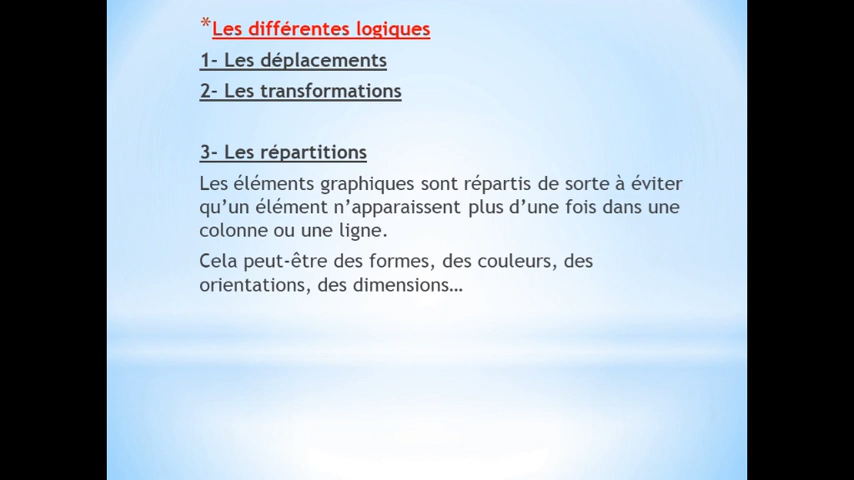 *Les différentes logiques
1- Les déplacements
2- Les transformations
3- Les répartitions
Les éléments graphiques sont répartis de sorte à éviter
qu’un élément n’apparaissent plus d’une fois dans une
colonne ou une ligne.
Cela peut-être des formes, des couleurs, des
orientations, des dimensions…